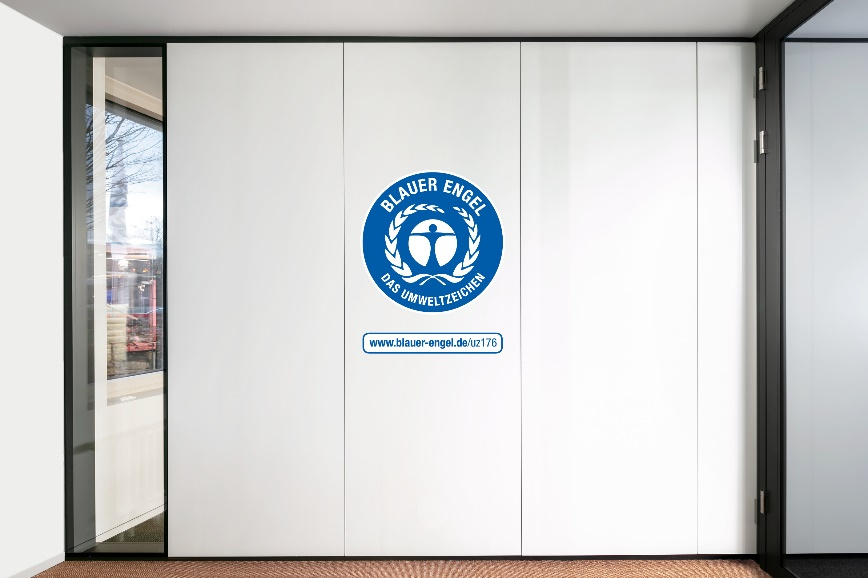 BLAUER ENGEL
DAS UMWELTZEICHEN
www.blauer-engel.de/uz176